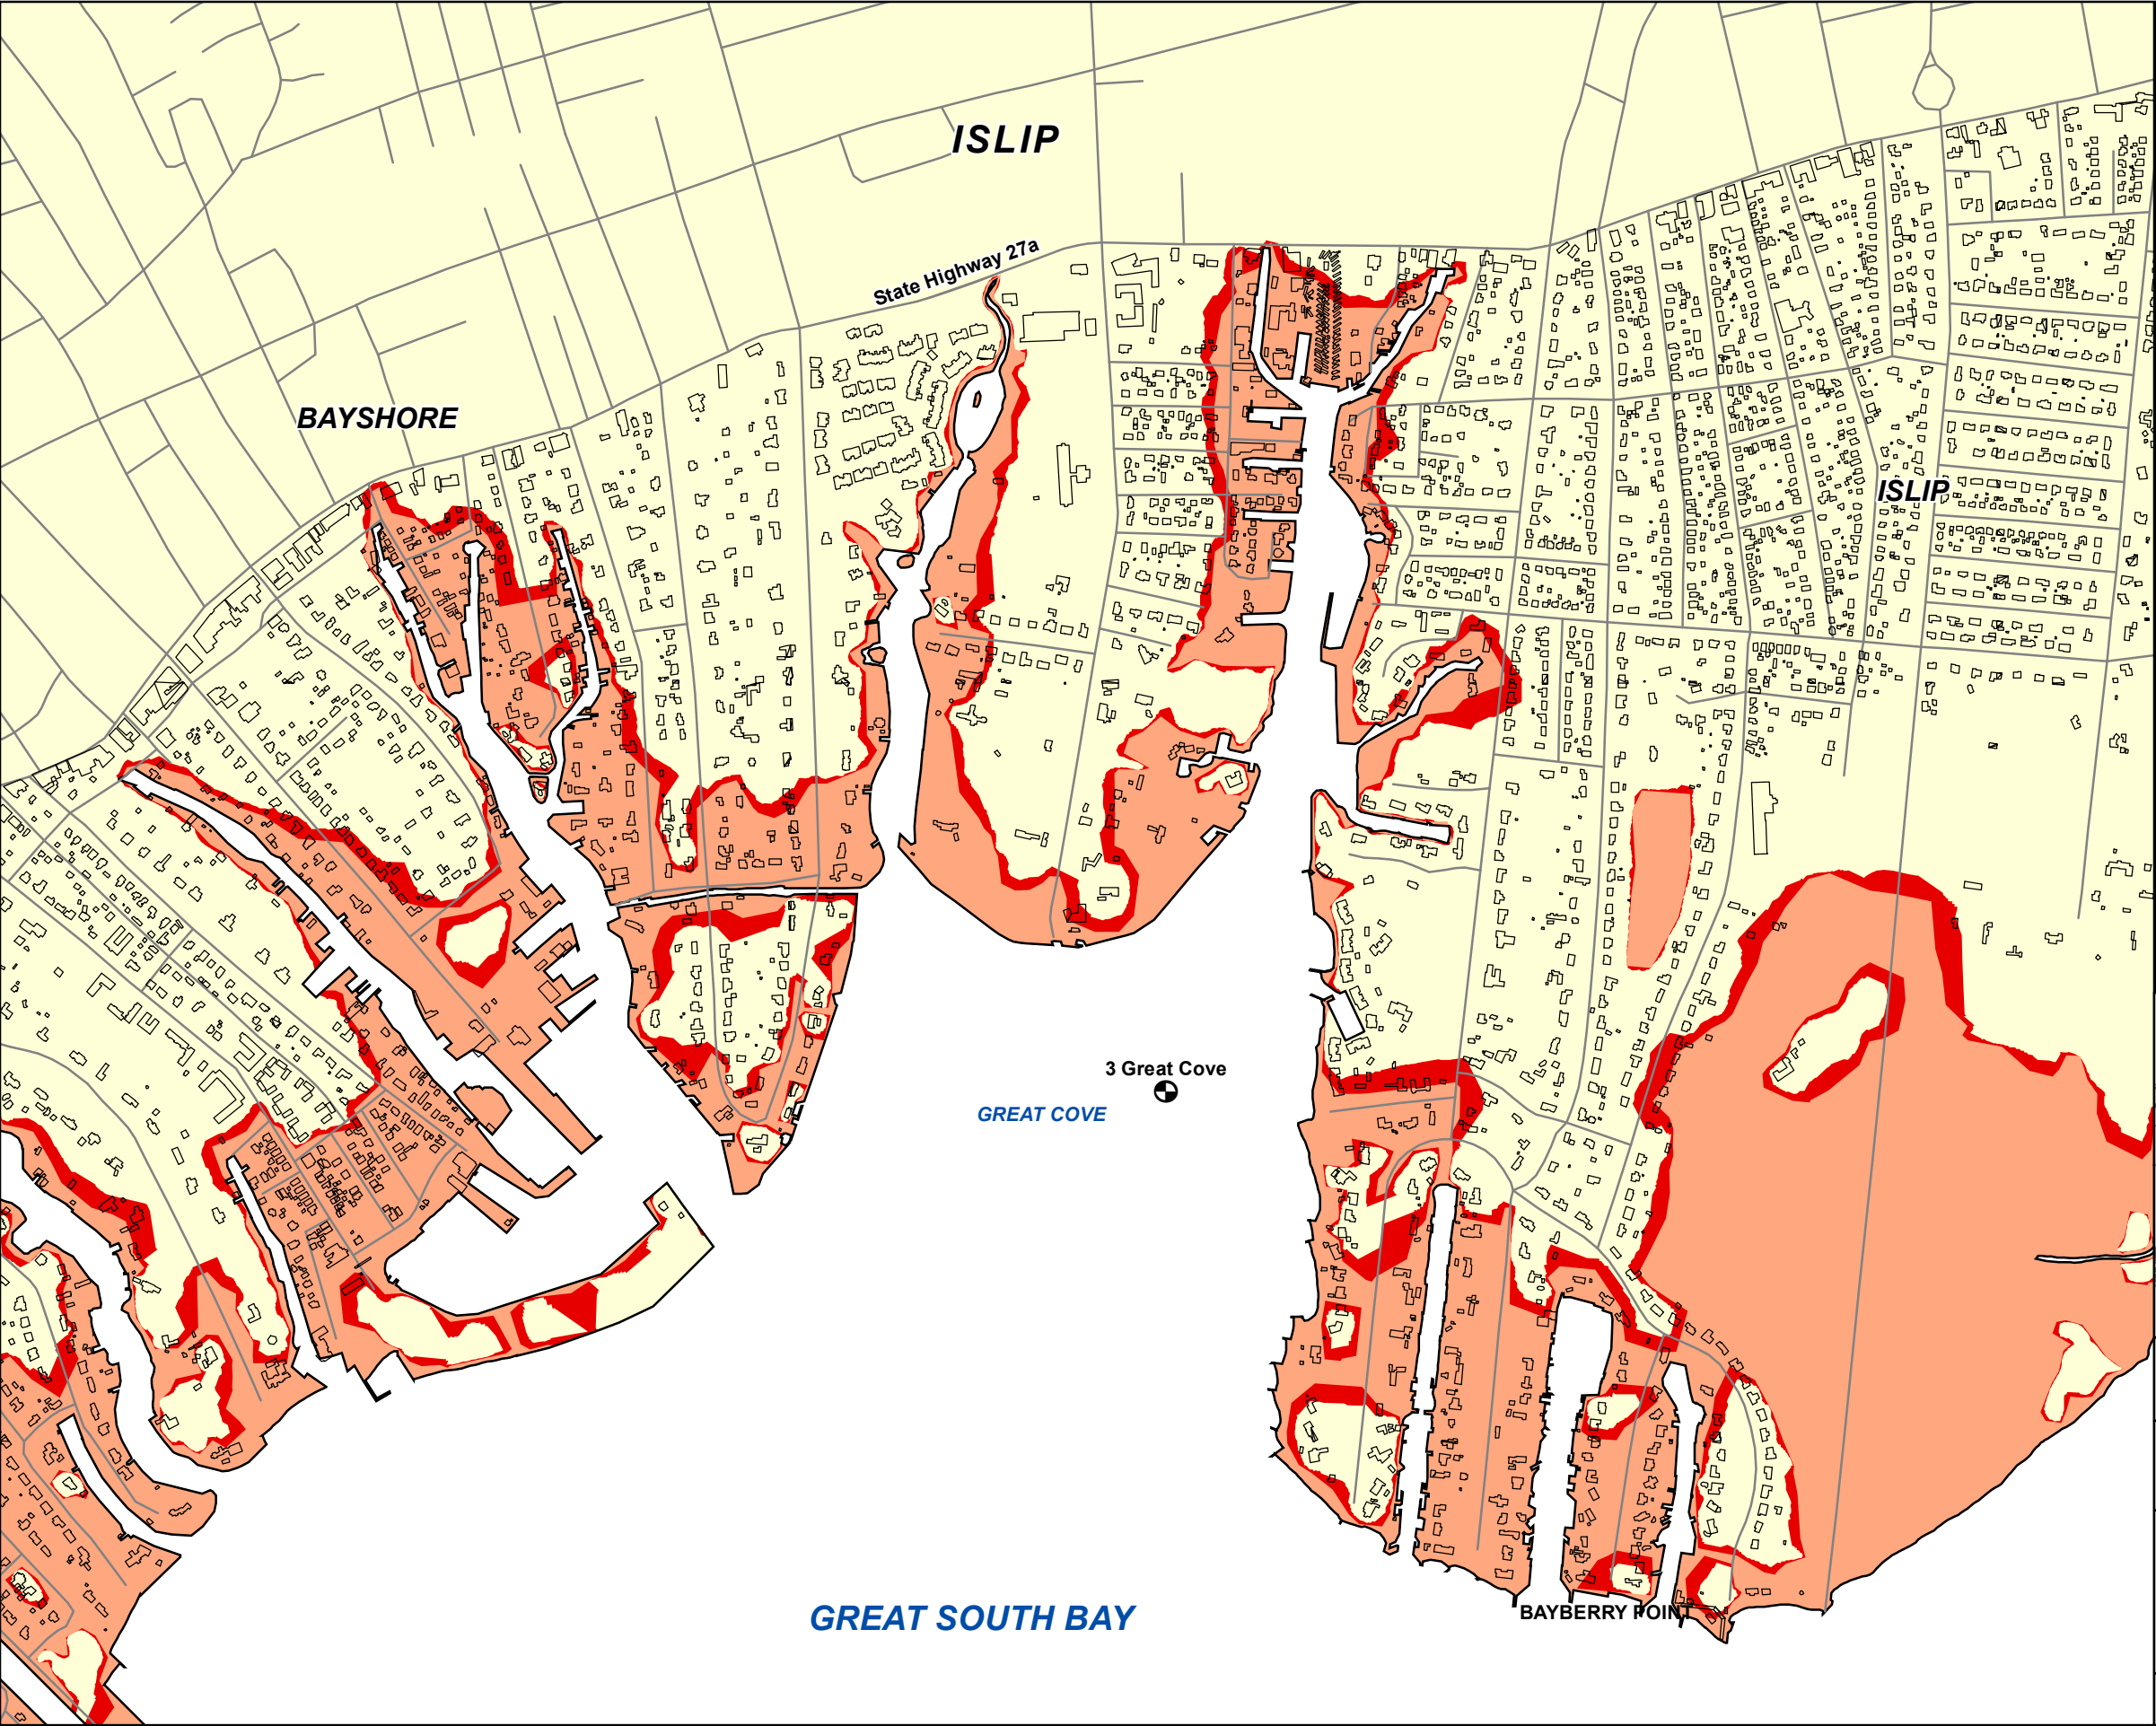 ISLIP
State Highway 27a
BAYSHORE
ISLIP
3 Great Cove
GREAT COVE
GREAT SOUTH BAY
BAYBERRY POINT